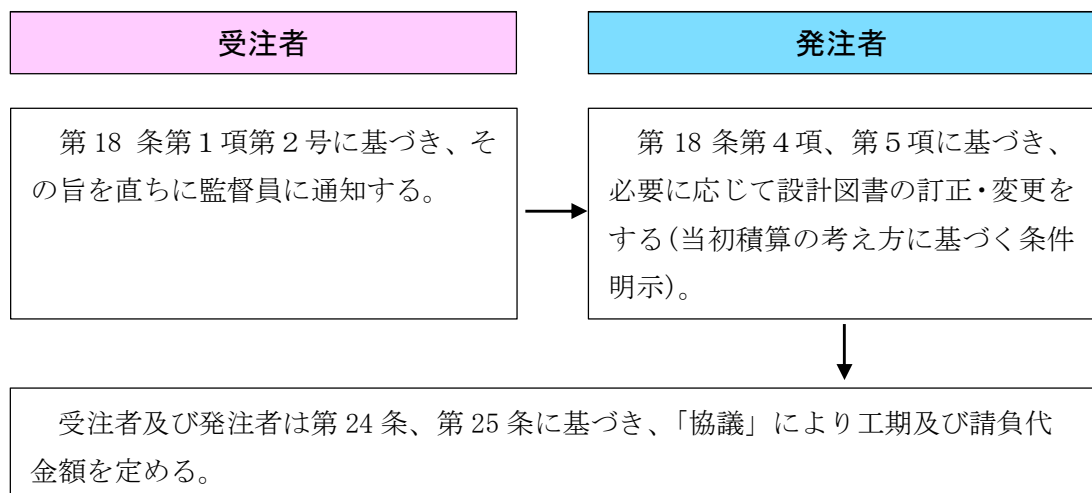 受注者
発注者
第 18 条第１項第２号に基づき、そ
の旨を直ちに監督員に通知する。
第 18 条第４項、第５項に基づき、
必要に応じて設計図書の訂正・変更を
する(当初積算の考え方に基づく条件
明示)。
受注者及び発注者は第 24 条、第 25 条に基づき、「協議」により工期及び請負代
金額を定める。